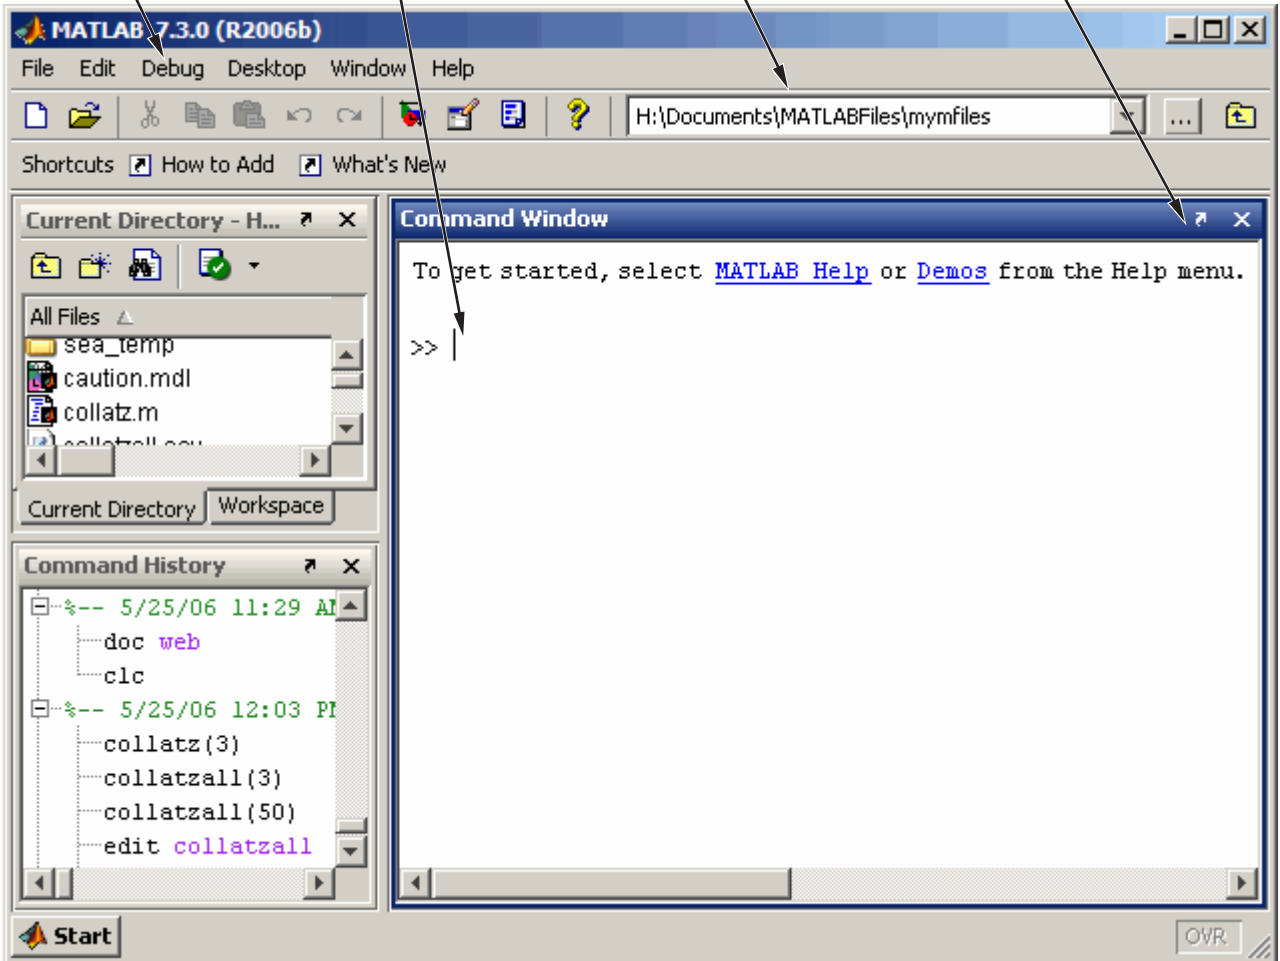 MATLAB 7.3.0 (R2006b)
File Edit Debug Desktop Window Help
H:\Documents\MATLABFiles\mymfiles
...
Shortcuts How to Add What's New
Current Directory - H...
All Files
sea_temp
caution.mdl
collatz.m
Current Directory Workspace
Command History
%-- 5/25/06 11:29
doc web
clc
%-- 5/25/06 12:03
collatz(3)
collatzall(3)
collatzall(50)
edit collatzall
Command Window
To get started, select MATLAB Help or Demos from the Help menu.
>>
Start
OVR